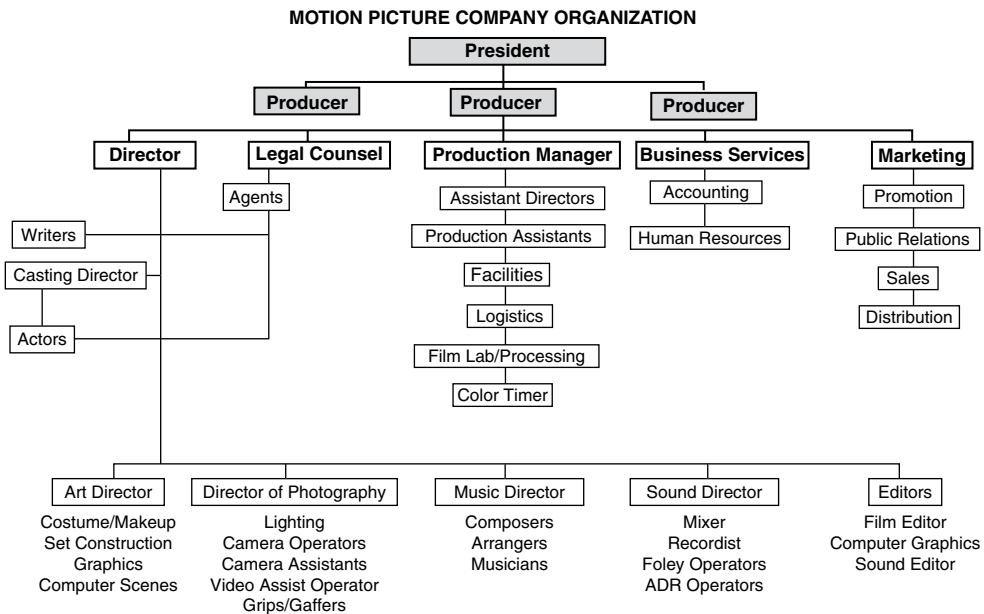 MOTION PICTURE COMPANY ORGANIZATION
President
Producer
Producer
Producer
Director
Legal Counsel
Production Manager
Business Services
Marketing
Agents
Writers
Casting Director
Actors
Assistant Directors
Production Assistants
Facilities
Logistics
Film Lab/Processing
Color Timer
Accounting
Human Resources
Promotion
Public Relations
Sales
Distribution
Art Director
Costume/Makeup
Set Construction
Graphics
Computer Scenes
Director of Photography
Lighting
Camera Operators
Camera Assistants
Video Assist Operator
Grips/Gaffers
Music Director
Composers
Arrangers
Musicians
Sound Director
Mixer
Recordist
Foley Operators
ADR Operators
Editors
Film Editor
Computer Graphics
Sound Editor